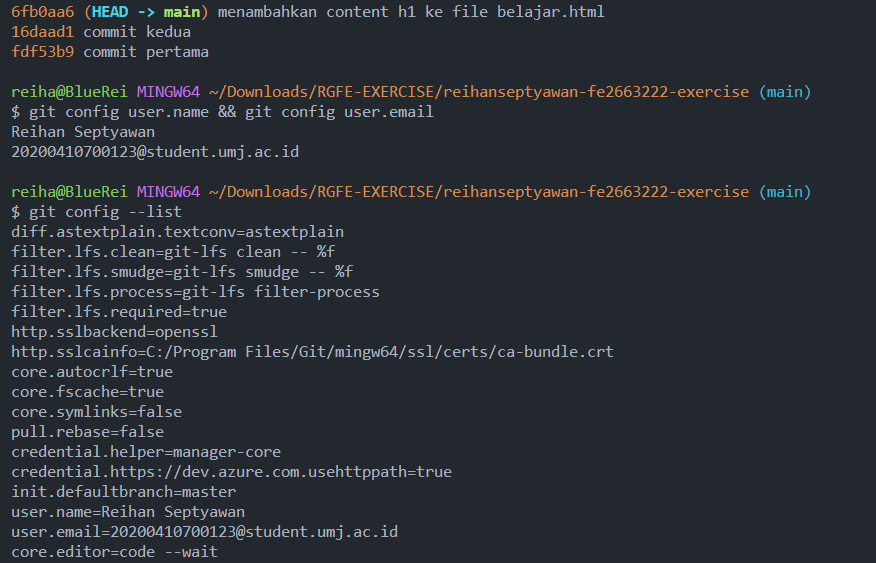 6fb0aa6 (HEAD -> main) menambahkan content h1 ke file belajar.html
16daad1 commit kedua
fdf53b9 commit pertama
reiha@BlueRei MINGW64 ~/Downloads/RGFE-EXERCISE/reihanseptyawan-fe2663222-exercise (main)
$ git config user.name && git config user.email
Reihan Septyawan
20200410700123@student.umj.ac.id
reiha@BlueRei MINGW64 ~/Downloads/RGFE-EXERCISE/reihanseptyawan-fe2663222-exercise (main)
$ git config --list
diff.astextplain.textconv=astextplain
filter.lfs.clean=git-lfs clean -- %f
filter.lfs.smudge=git-lfs smudge -- %f
filter.lfs.process=git-lfs filter-process
filter.lfs.required=true
http.sslbackend=openssl
http.sslcainfo=C:/Program Files/Git/mingw64/ssl/certs/ca-bundle.crt
core.autocrlf=true
core.fscache=true
core.symlinks=false
pull.rebase=false
credential.helper=manager-core
credential.https://dev.azure.com.usehttppath=true
init.defaultbranch=master
user.name=Reihan Septyawan
user.email=20200410700123@student.umj.ac.id
core.editor=code --wait